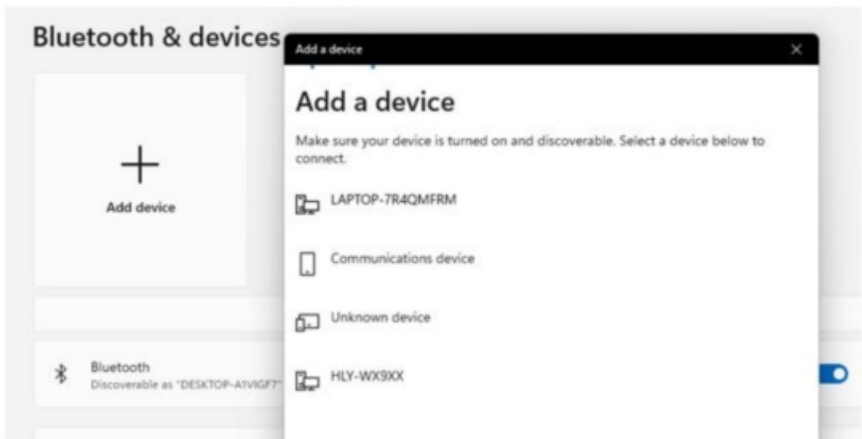 Bluetooth & devices
Add a device
Add a device
Make sure your device is turned on and discoverable. Select a device below to
connect.
Add device
LAPTOP-7R4QMFRM
Communications device
Unknown device
Bluetooth
Discoverable as "DESKTOP-A1VIGF7"
HLY-WX9XX